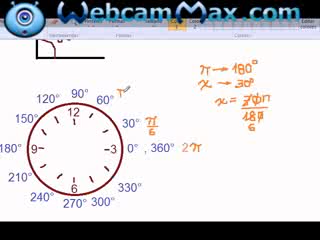 WebcamMax.com
π → 180°
x → 30°
x = 30π
180
6
120° 90° 60° π
150° 12 30° π/6
180° 9 3 0° , 360° 2π
210° 6 330°
240° 270° 300°